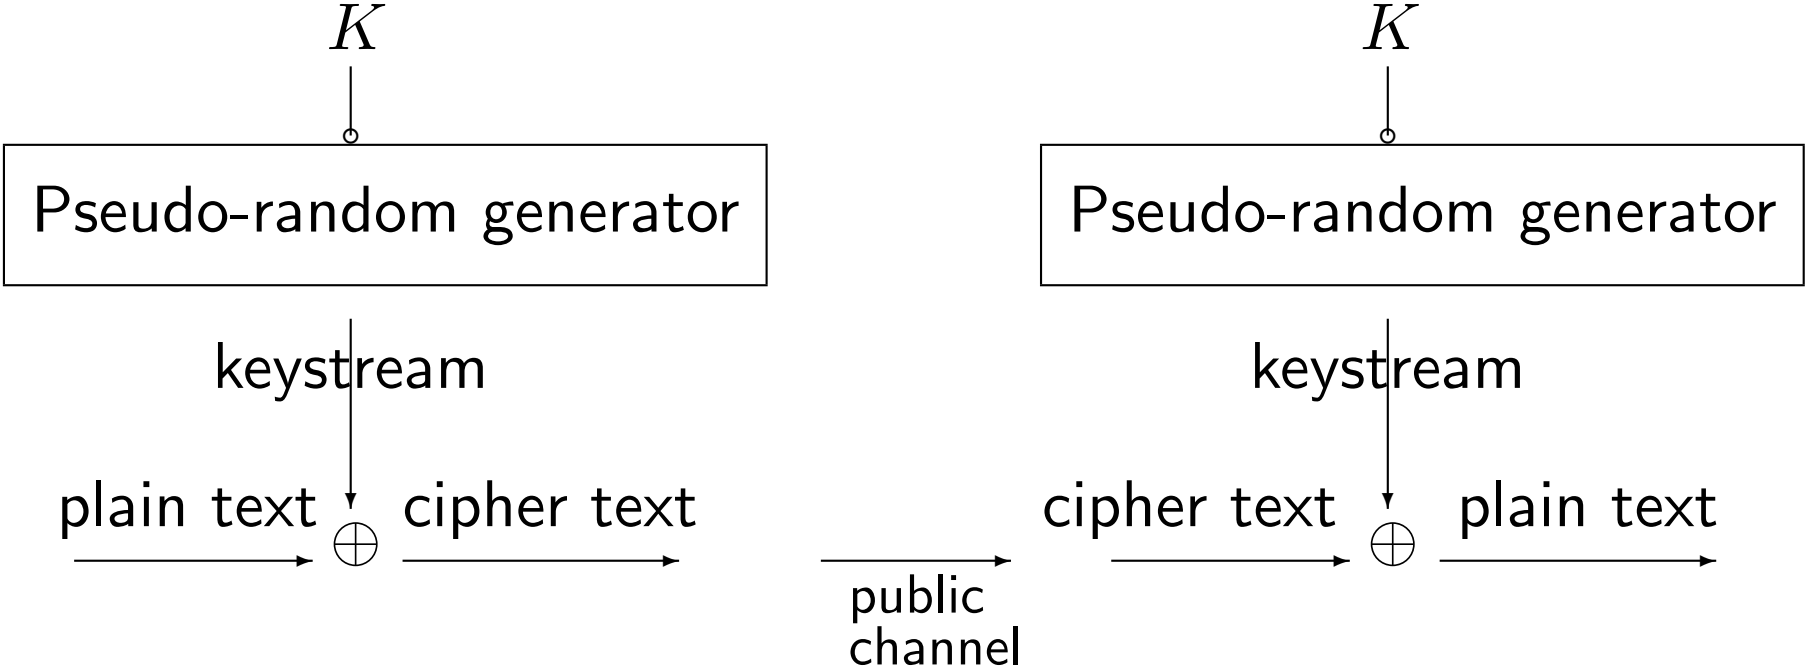 K K
Pseudo-random generator Pseudo-random generator
keystream keystream
plain text ⊕ cipher text cipher text ⊕ plain text
public
channel